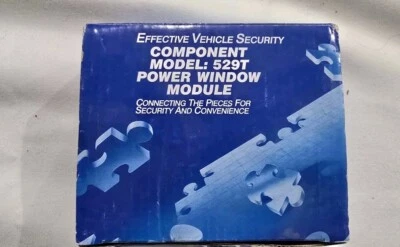 EFFECTIVE VEHICLE SECURITY
COMPONENT
MODEL: 529T
POWER WINDOW
MODULE
CONNECTING THE PIECES FOR
SECURITY AND CONVENIENCE